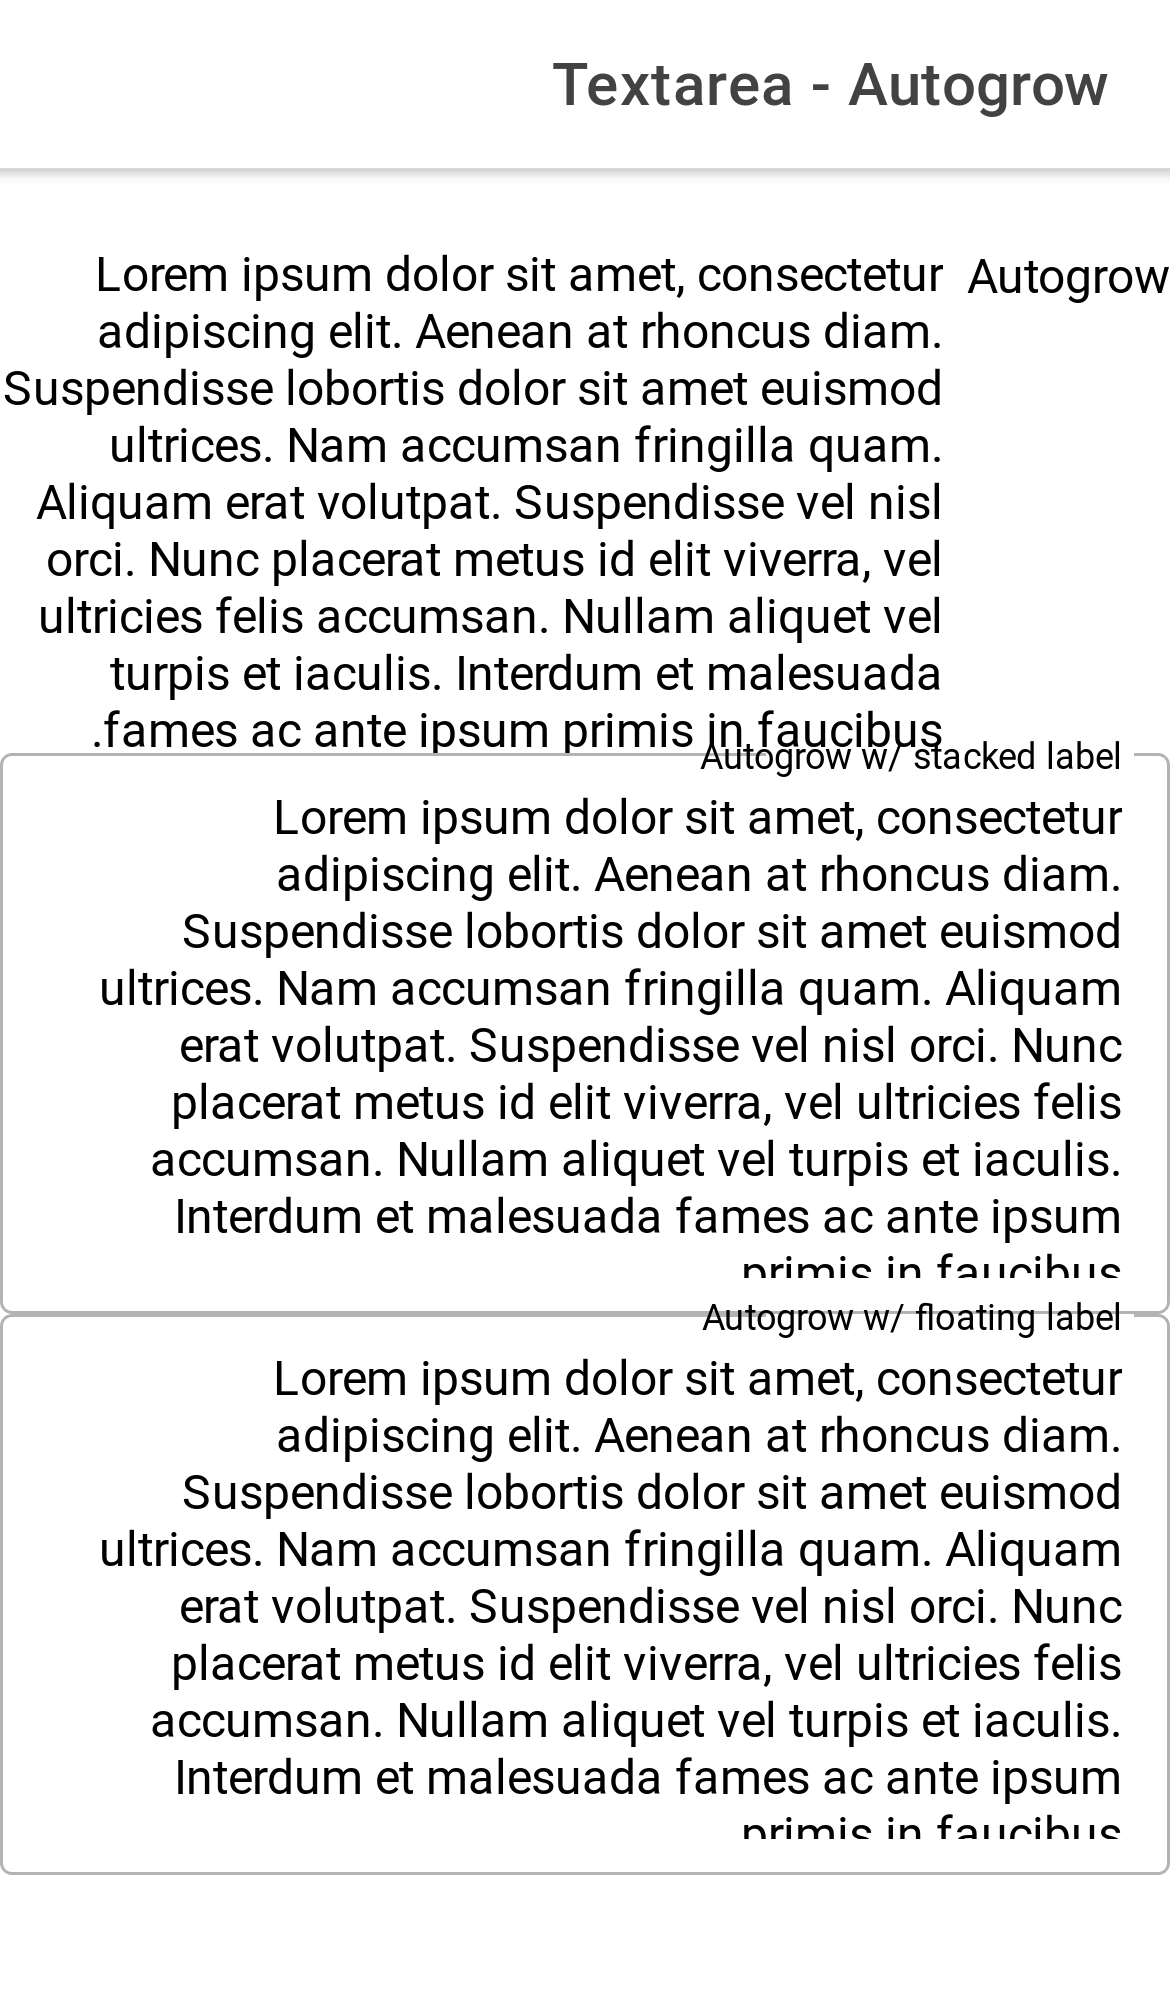 Textarea - Autogrow
Autogrow
Lorem ipsum dolor sit amet, consectetur
adipiscing elit. Aenean at rhoncus diam.
Suspendisse lobortis dolor sit amet euismod
ultrices. Nam accumsan fringilla quam.
Aliquam erat volutpat. Suspendisse vel nisl
orci. Nunc placerat metus id elit viverra, vel
ultricies felis accumsan. Nullam aliquet vel
turpis et iaculis. Interdum et malesuada
.fames ac ante ipsum primis in faucibus
Autogrow w/ stacked label
Lorem ipsum dolor sit amet, consectetur
adipiscing elit. Aenean at rhoncus diam.
Suspendisse lobortis dolor sit amet euismod
ultrices. Nam accumsan fringilla quam. Aliquam
erat volutpat. Suspendisse vel nisl orci. Nunc
placerat metus id elit viverra, vel ultricies felis
accumsan. Nullam aliquet vel turpis et iaculis.
Interdum et malesuada fames ac ante ipsum
primis in faucibus
Autogrow w/ floating label
Lorem ipsum dolor sit amet, consectetur
adipiscing elit. Aenean at rhoncus diam.
Suspendisse lobortis dolor sit amet euismod
ultrices. Nam accumsan fringilla quam. Aliquam
erat volutpat. Suspendisse vel nisl orci. Nunc
placerat metus id elit viverra, vel ultricies felis
accumsan. Nullam aliquet vel turpis et iaculis.
Interdum et malesuada fames ac ante ipsum
primis in faucibus